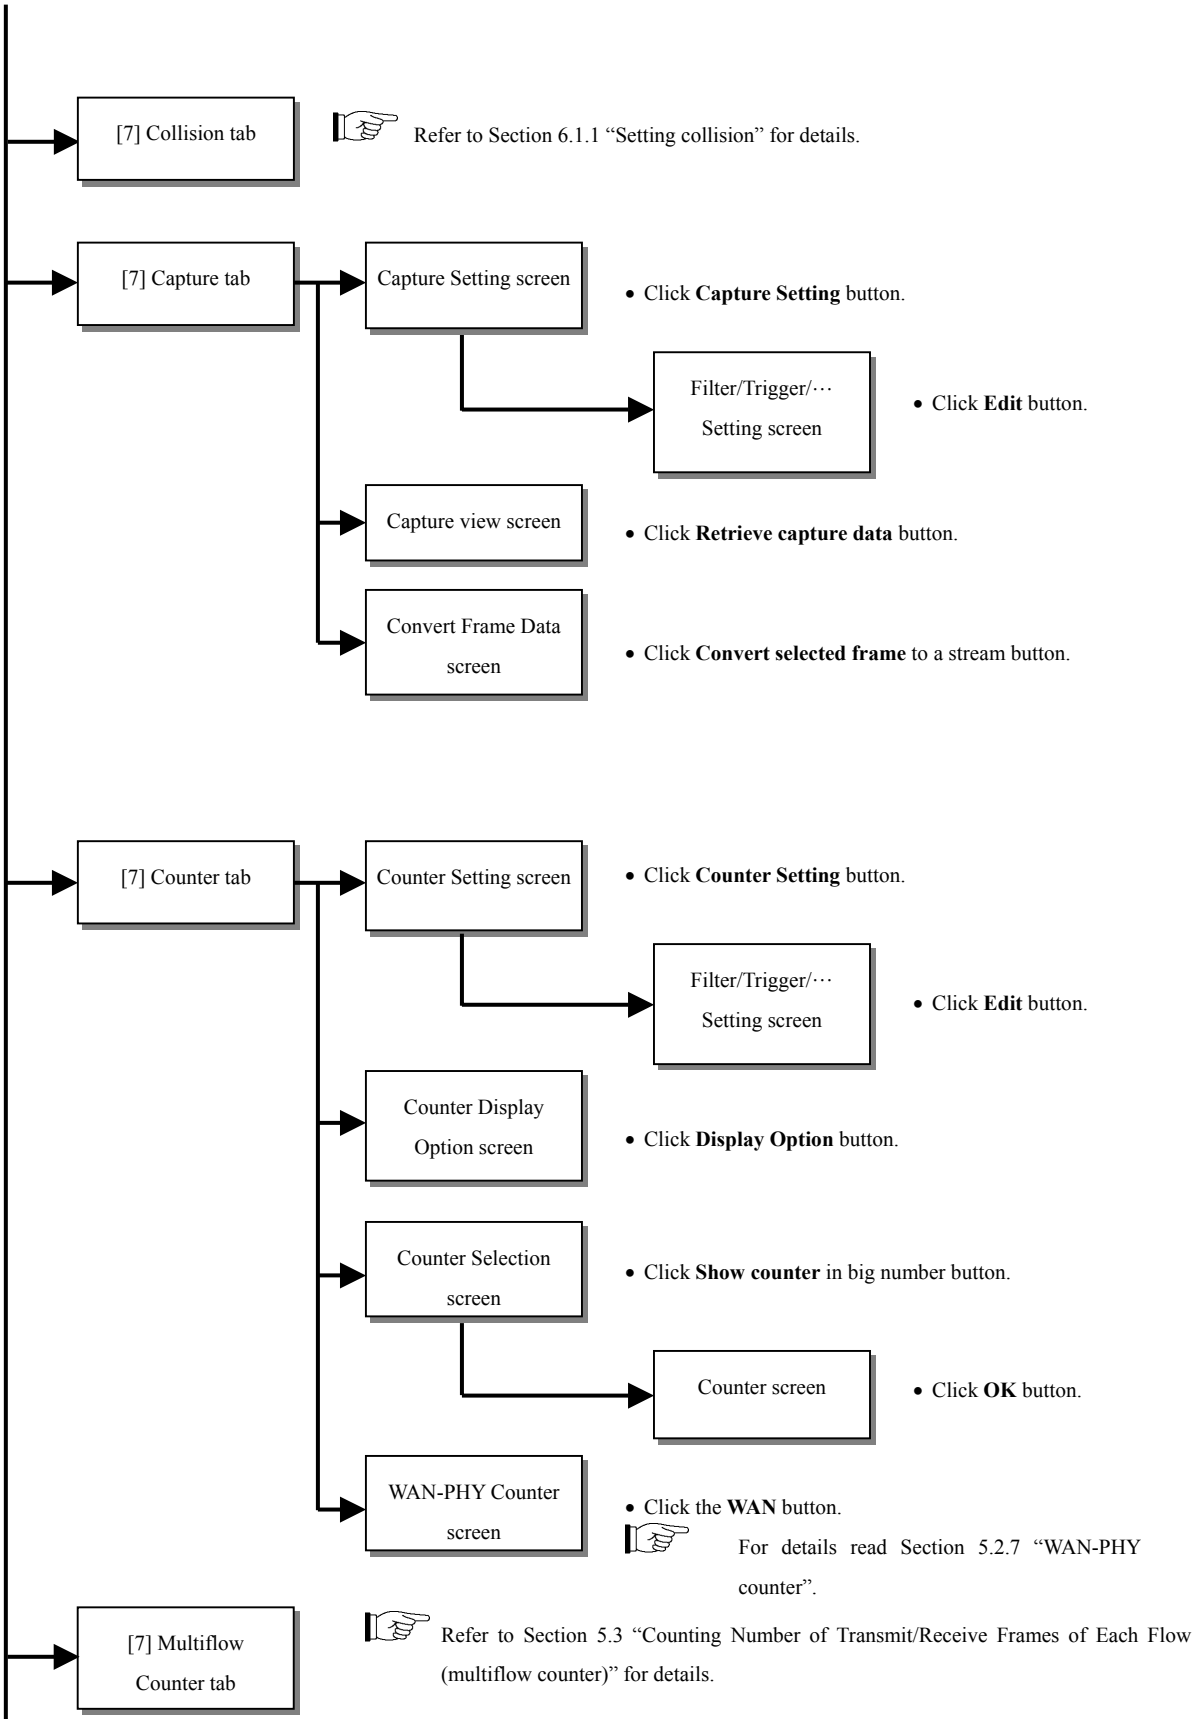 [7] Collision tab
Refer to Section 6.1.1 “Setting collision” for details.
[7] Capture tab
Capture Setting screen
• Click Capture Setting button.
Filter/Trigger/⋯
Setting screen
• Click Edit button.
Capture view screen
• Click Retrieve capture data button.
Convert Frame Data
screen
• Click Convert selected frame to a stream button.
[7] Counter tab
Counter Setting screen
• Click Counter Setting button.
Filter/Trigger/⋯
Setting screen
• Click Edit button.
Counter Display
Option screen
• Click Display Option button.
Counter Selection
screen
• Click Show counter in big number button.
Counter screen
• Click OK button.
WAN-PHY Counter
screen
• Click the WAN button.
For details read Section 5.2.7 “WAN-PHY
counter”.
[7] Multiflow
Counter tab
Refer to Section 5.3 “Counting Number of Transmit/Receive Frames of Each Flow
(multiflow counter)” for details.